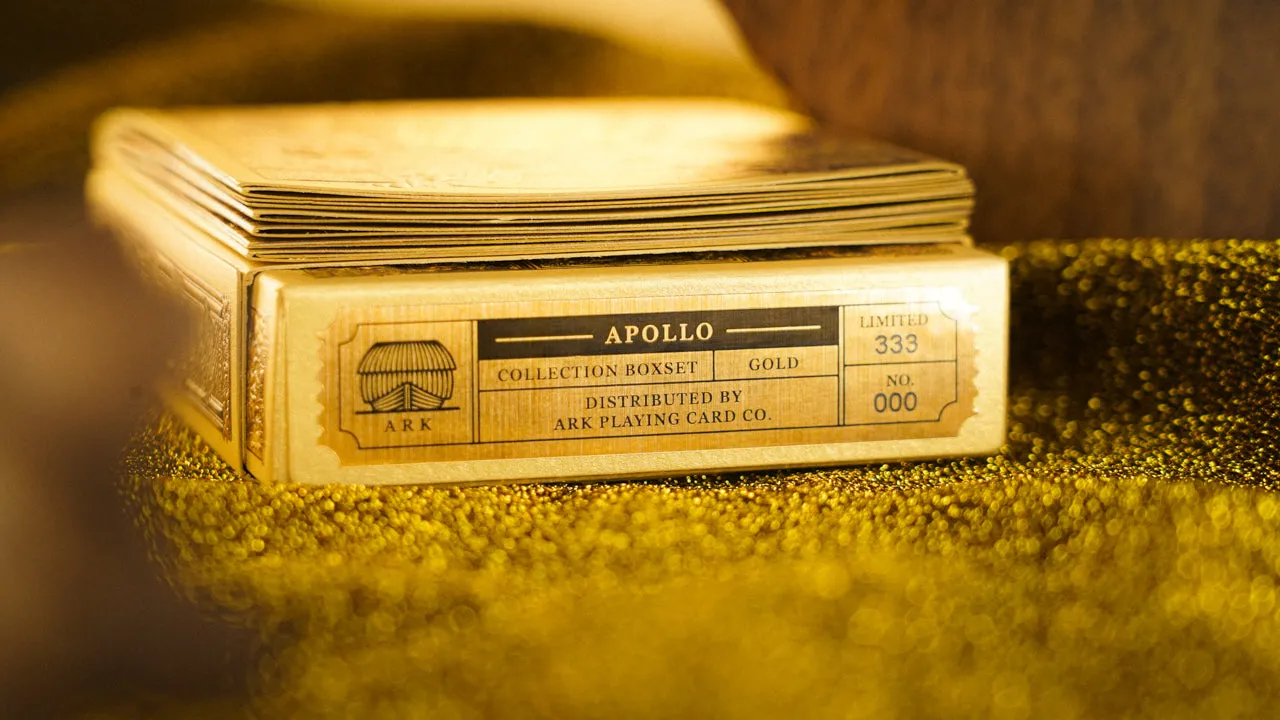 ARK
APOLLO
COLLECTION BOXSET
GOLD
DISTRIBUTED BY
ARK PLAYING CARD CO.
LIMITED
333
NO.
000